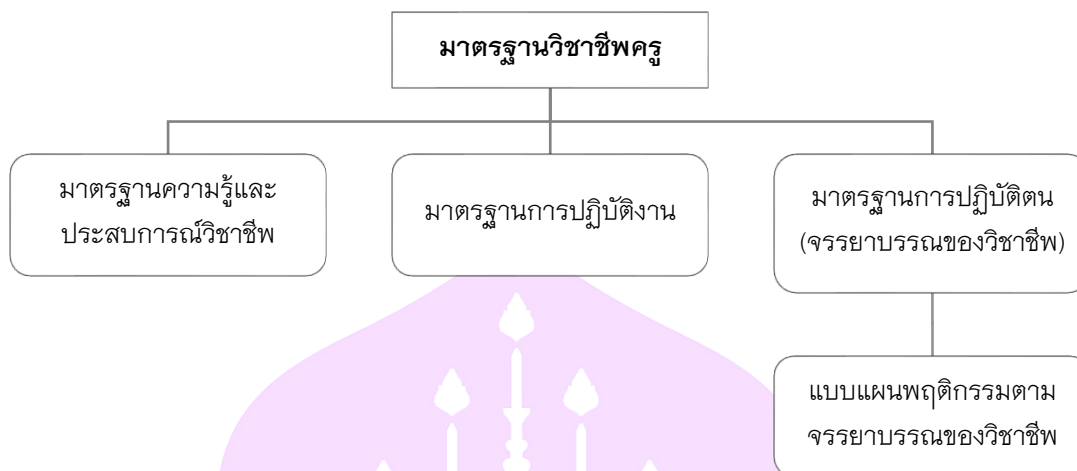 มาตรฐานวิชาชีพครู
มาตรฐานความรู้และ
ประสบการณ์วิชาชีพ
มาตรฐานการปฏิบัติงาน
มาตรฐานการปฏิบัติตน
(จรรยาบรรณของวิชาชีพ)
แบบแผนพฤติกรรมตาม
จรรยาบรรณของวิชาชีพ